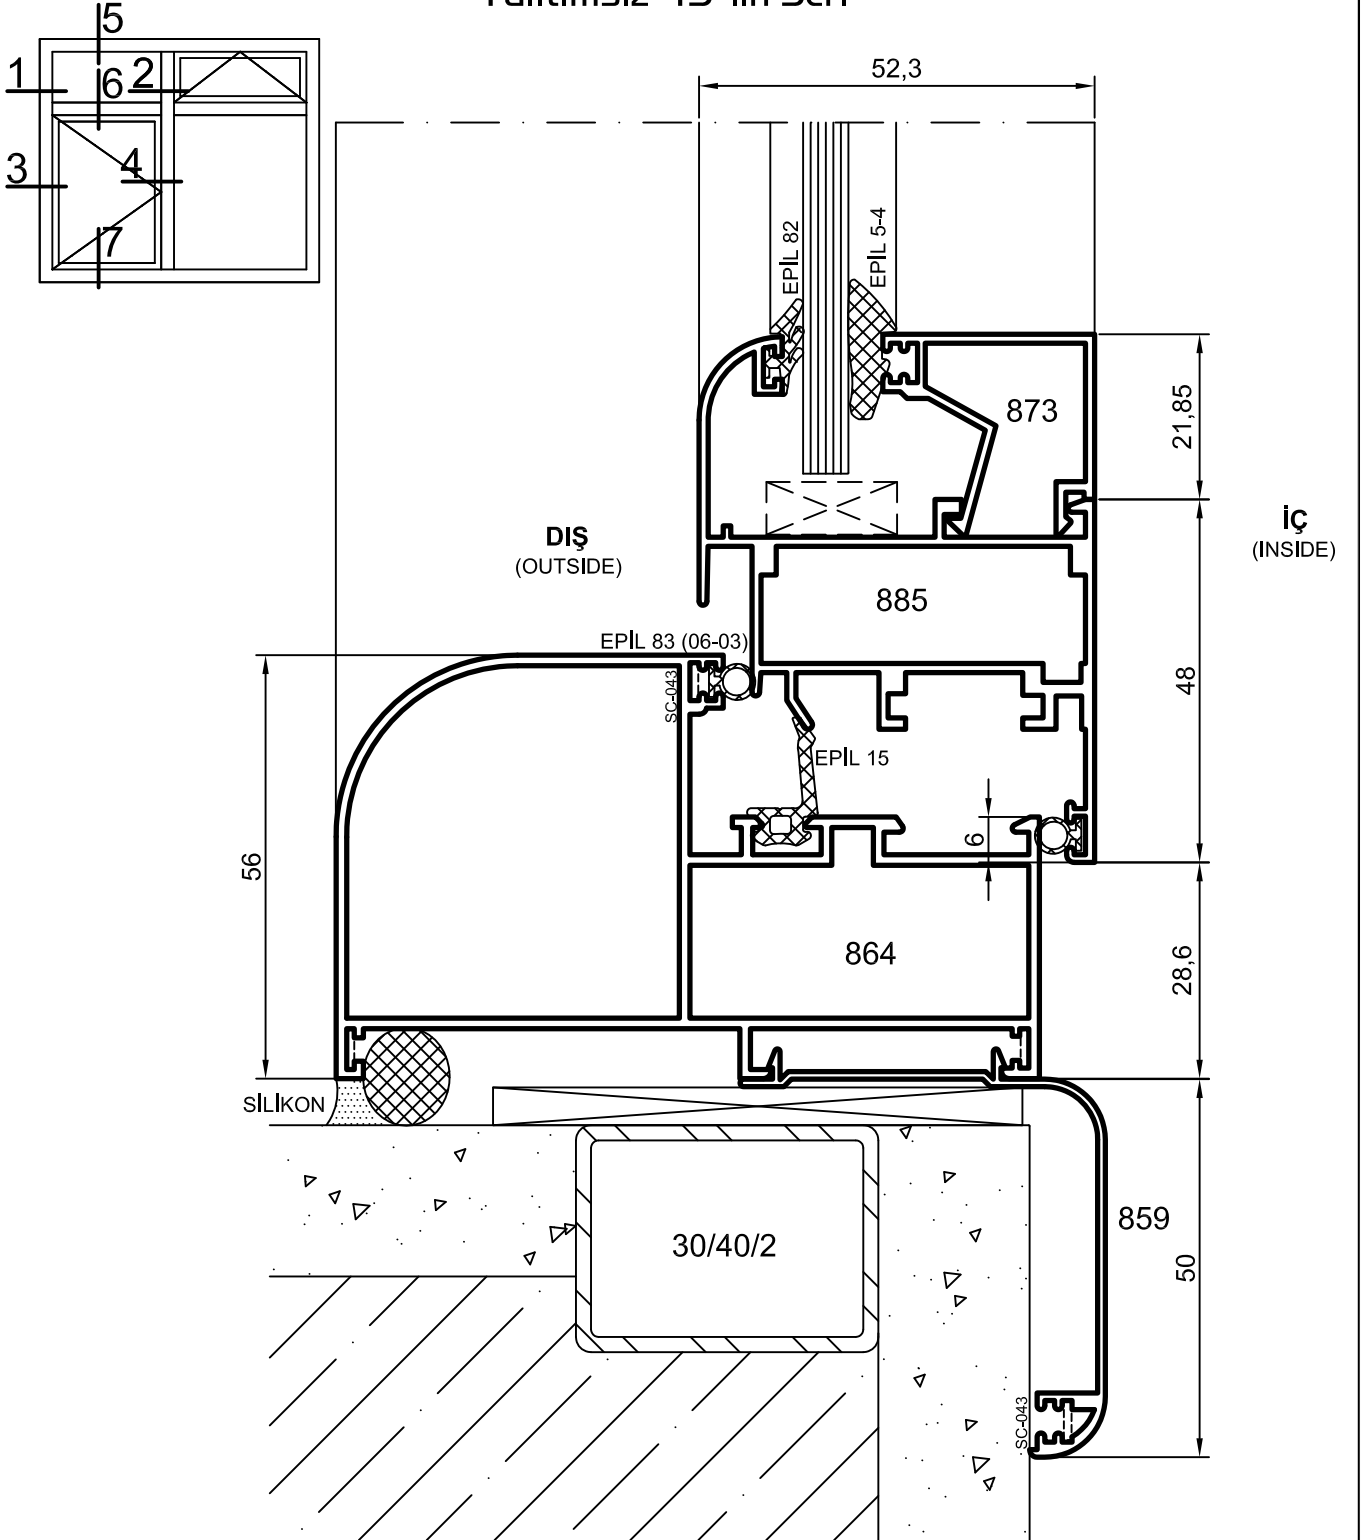 5
1
6
2
3
4
7
52,3
EPİL 82
EPİL 5-4
873
21,85
DIŞ
(OUTSIDE)
İÇ
(INSIDE)
885
EPİL 83 (06-03)
SC-043
48
EPİL 15
6
56
864
28,6
SİLİKON
859
30/40/2
50
SC-043